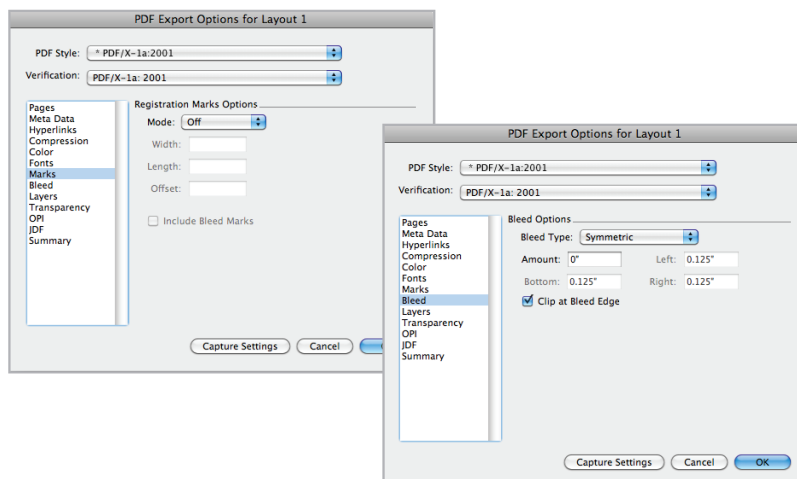 PDF Export Options for Layout 1
PDF Style: * PDF/X-1a:2001
Verification: PDF/X-1a: 2001
Pages
Meta Data
Hyperlinks
Compression
Color
Fonts
Marks
Bleed
Layers
Transparency
OPI
JDF
Summary
Registration Marks Options
Mode: Off
Width:
Length:
Offset:
Include Bleed Marks
Capture Settings Cancel
PDF Export Options for Layout 1
PDF Style: * PDF/X-1a:2001
Verification: PDF/X-1a: 2001
Pages
Meta Data
Hyperlinks
Compression
Color
Fonts
Marks
Bleed
Layers
Transparency
OPI
JDF
Summary
Bleed Options
Bleed Type: Symmetric
Amount: 0" Left: 0.125"
Bottom: 0.125" Right: 0.125"
Clip at Bleed Edge
Capture Settings Cancel OK